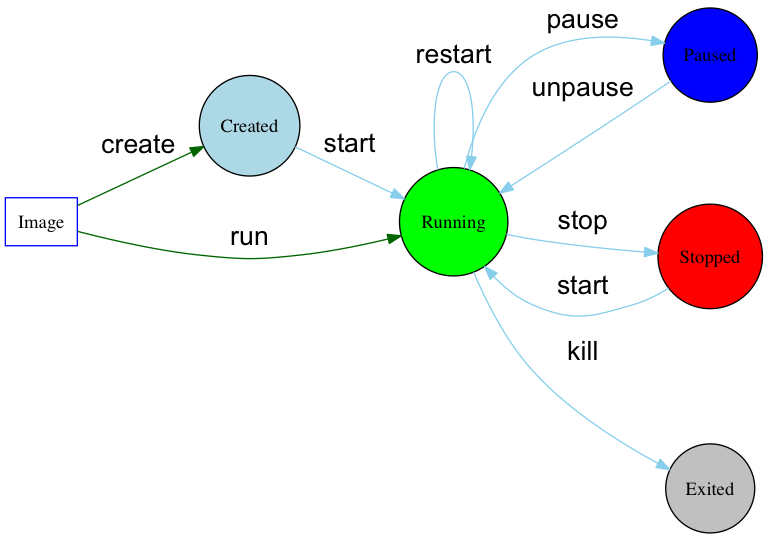 pause
restart
Paused
unpause
create
Created
start
Image
run
Running
stop
Stopped
start
kill
Exited